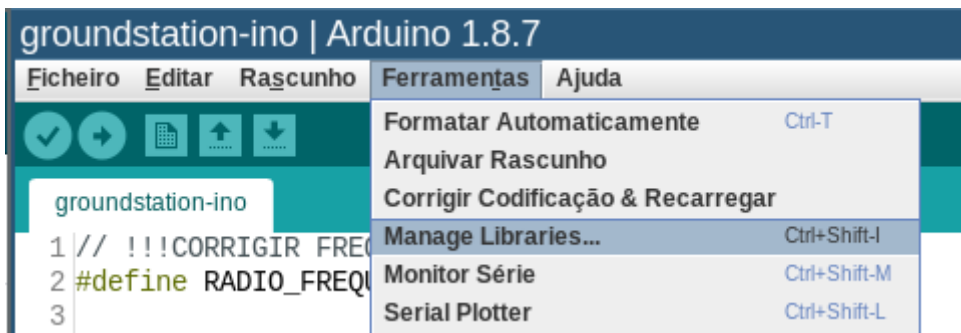 groundstation-ino | Arduino 1.8.7
Ficheiro Editar Rascunho Ferramentas Ajuda
Formatar Automaticamente Ctrl-T
Arquivar Rascunho
Corrigir Codificação & Recarregar
Manage Libraries... Ctrl+Shift-I
Monitor Série Ctrl+Shift-M
Serial Plotter Ctrl+Shift-L
groundstation-ino
1 // !!!CORRIGIR FREQ
2 #define RADIO_FREQU
3